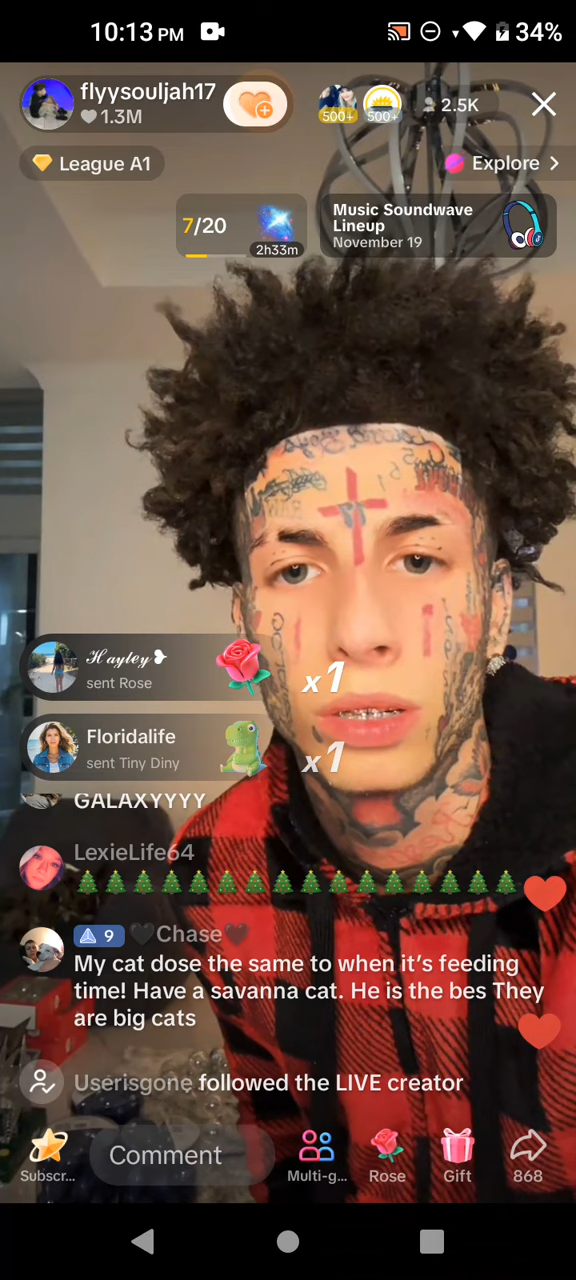 10:13 PM
34%
flyysouljah17
1.3M
500+
500+
2.5K
League A1
Explore
7/20
2h33m
Music Soundwave
Lineup
November 19
𝓗𝓪𝔂𝓵𝓮𝔂❥
sent Rose
x1
Floridalife
sent Tiny Diny
x1
GALAXYYYY
LexieLife64
🎄🎄🎄🎄🎄🎄🎄🎄🎄🎄🎄🎄🎄🎄🎄🎄
9 🖤Chase🖤
My cat dose the same to when it’s feeding
time! Have a savanna cat. He is the bes They
are big cats
Userisgone followed the LIVE creator
Subscr...
Comment
Multi-g...
Rose
Gift
868